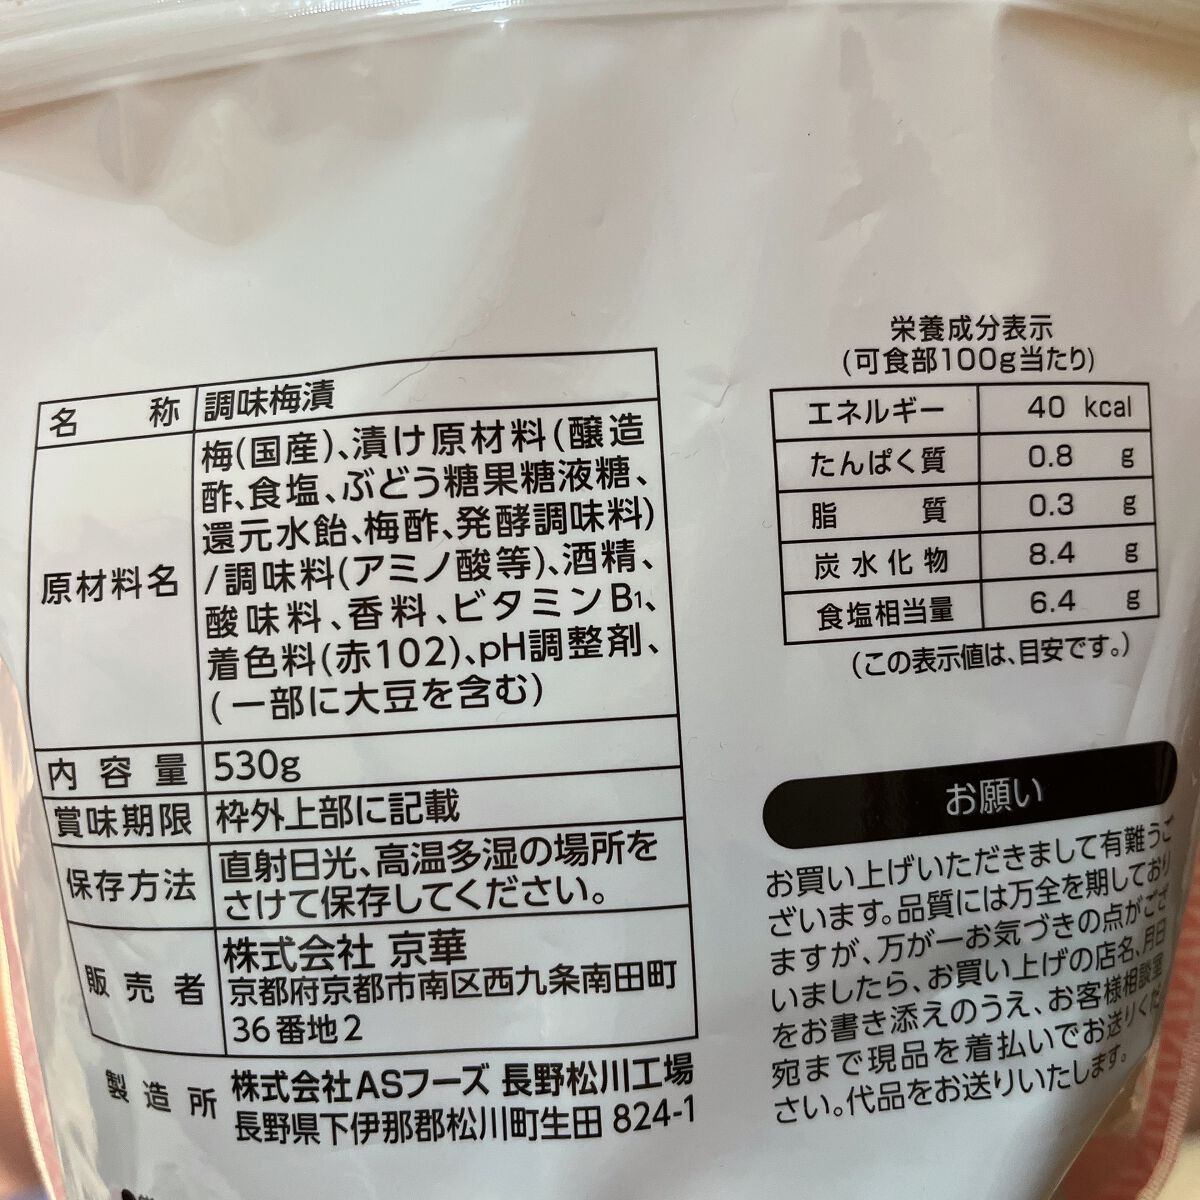 名称 調味梅漬
原材料名 梅(国産)、漬け原材料(醸造
酢、食塩、ぶどう糖果糖液糖、
還元水飴、梅酢、発酵調味料)
/調味料(アミノ酸等)、酒精、
酸味料、香料、ビタミンB1、
着色料(赤102)、pH調整剤、
(一部に大豆を含む)
内容量 530g
賞味期限 枠外上部に記載
保存方法 直射日光、高温多湿の場所を
さけて保存してください。
販売者 株式会社 京華
京都府京都市南区西九条南田町
36番地2
製造所 株式会社ASフーズ 長野松川工場
長野県下伊那郡松川町生田 824-1
栄養成分表示
(可食部100g当たり)
エネルギー 40 kcal
たんぱく質 0.8 g
脂質 0.3 g
炭水化物 8.4 g
食塩相当量 6.4 g
(この表示値は、目安です。)
お願い
お買い上げいただきまして有難うご
ざいます。品質には万全を期しており
ますが、万が一お気づきの点がござ
いましたら、お買い上げの店名、月日
をお書き添えのうえ、お客様相談室
宛まで現品を着払いでお送りくだ
さい。代品をお送りいたします。